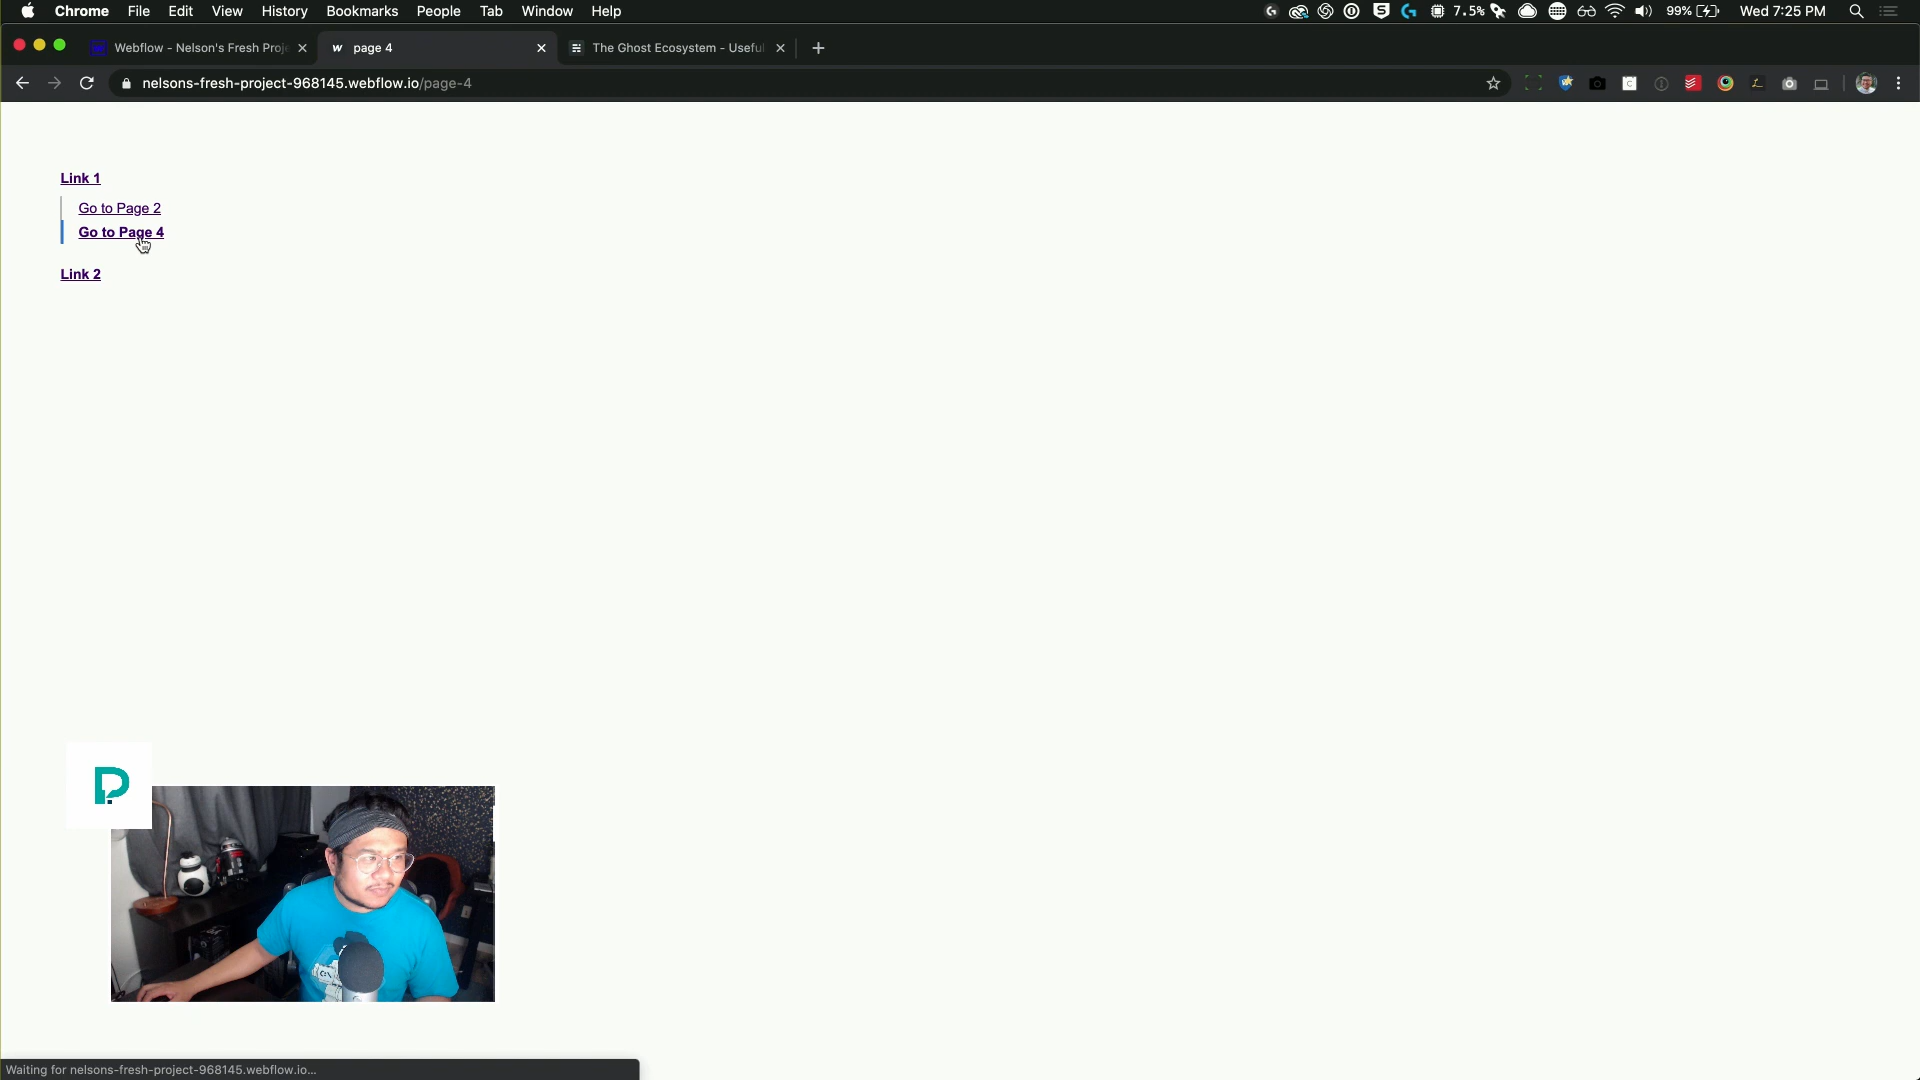 Chrome File Edit View History Bookmarks People Tab Window Help 7.5% 99% Wed 7:25 PM
Webflow - Nelson's Fresh Proje
page 4
The Ghost Ecosystem - Useful
nelsons-fresh-project-968145.webflow.io/page-4
Link 1
Go to Page 2
Go to Page 4
Link 2
Waiting for nelsons-fresh-project-968145.webflow.io...